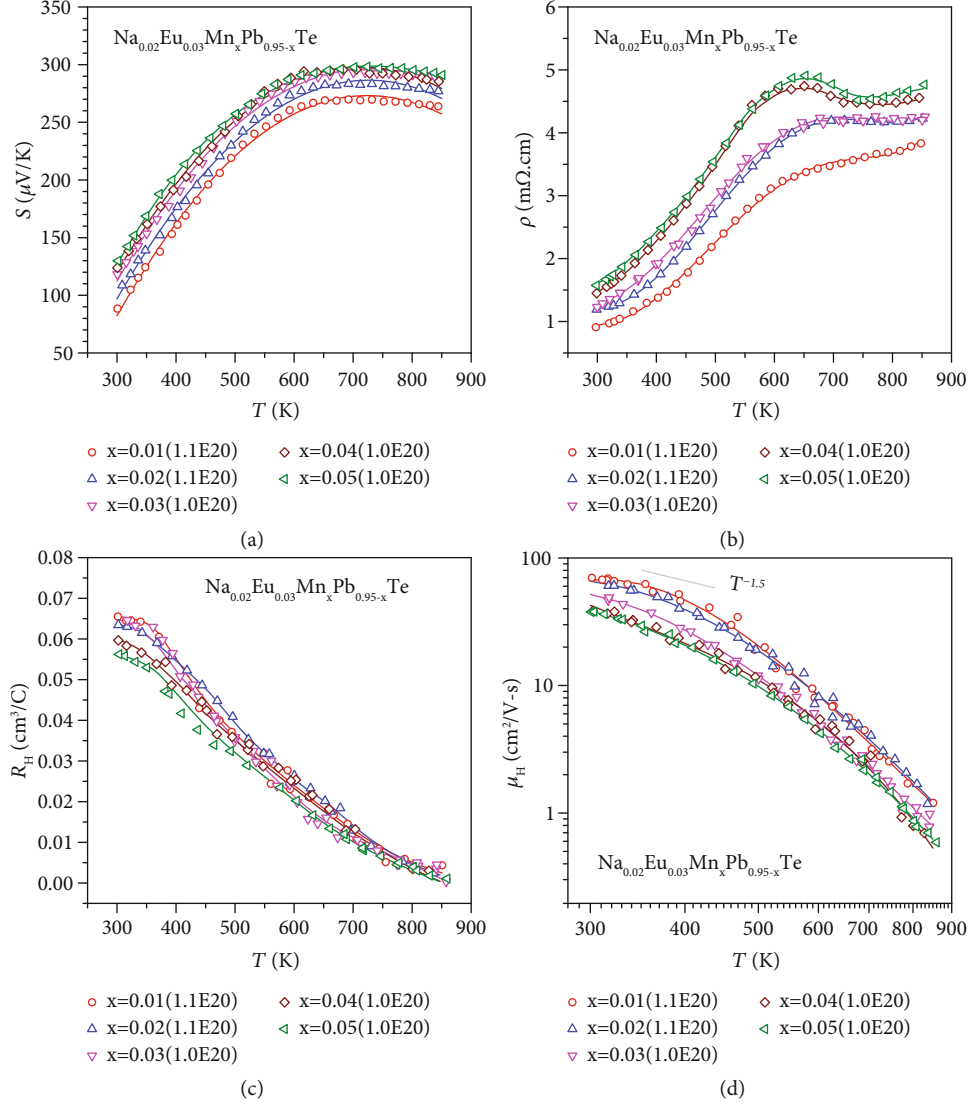 350
300
250
200
150
100
50
S (μV/K)
Na0.02Eu0.03MnxPb0.95-xTe
300 400 500 600 700 800 900
T (K)
x=0.01(1.1E20) x=0.04(1.0E20)
x=0.02(1.1E20) x=0.05(1.0E20)
x=0.03(1.0E20)
(a)
6
5
4
3
2
1
ρ (mΩ.cm)
Na0.02Eu0.03MnxPb0.95-xTe
300 400 500 600 700 800 900
T (K)
x=0.01(1.1E20) x=0.04(1.0E20)
x=0.02(1.1E20) x=0.05(1.0E20)
x=0.03(1.0E20)
(b)
0.08
0.07
0.06
0.05
0.04
0.03
0.02
0.01
0.00
RH (cm³/C)
Na0.02Eu0.03MnxPb0.95-xTe
300 400 500 600 700 800 900
T (K)
x=0.01(1.1E20) x=0.04(1.0E20)
x=0.02(1.1E20) x=0.05(1.0E20)
x=0.03(1.0E20)
(c)
100
10
1
μH (cm²/V-s)
T−1.5
Na0.02Eu0.03MnxPb0.95-xTe
300 400 500 600 700 800 900
T (K)
x=0.01(1.1E20) x=0.04(1.0E20)
x=0.02(1.1E20) x=0.05(1.0E20)
x=0.03(1.0E20)
(d)